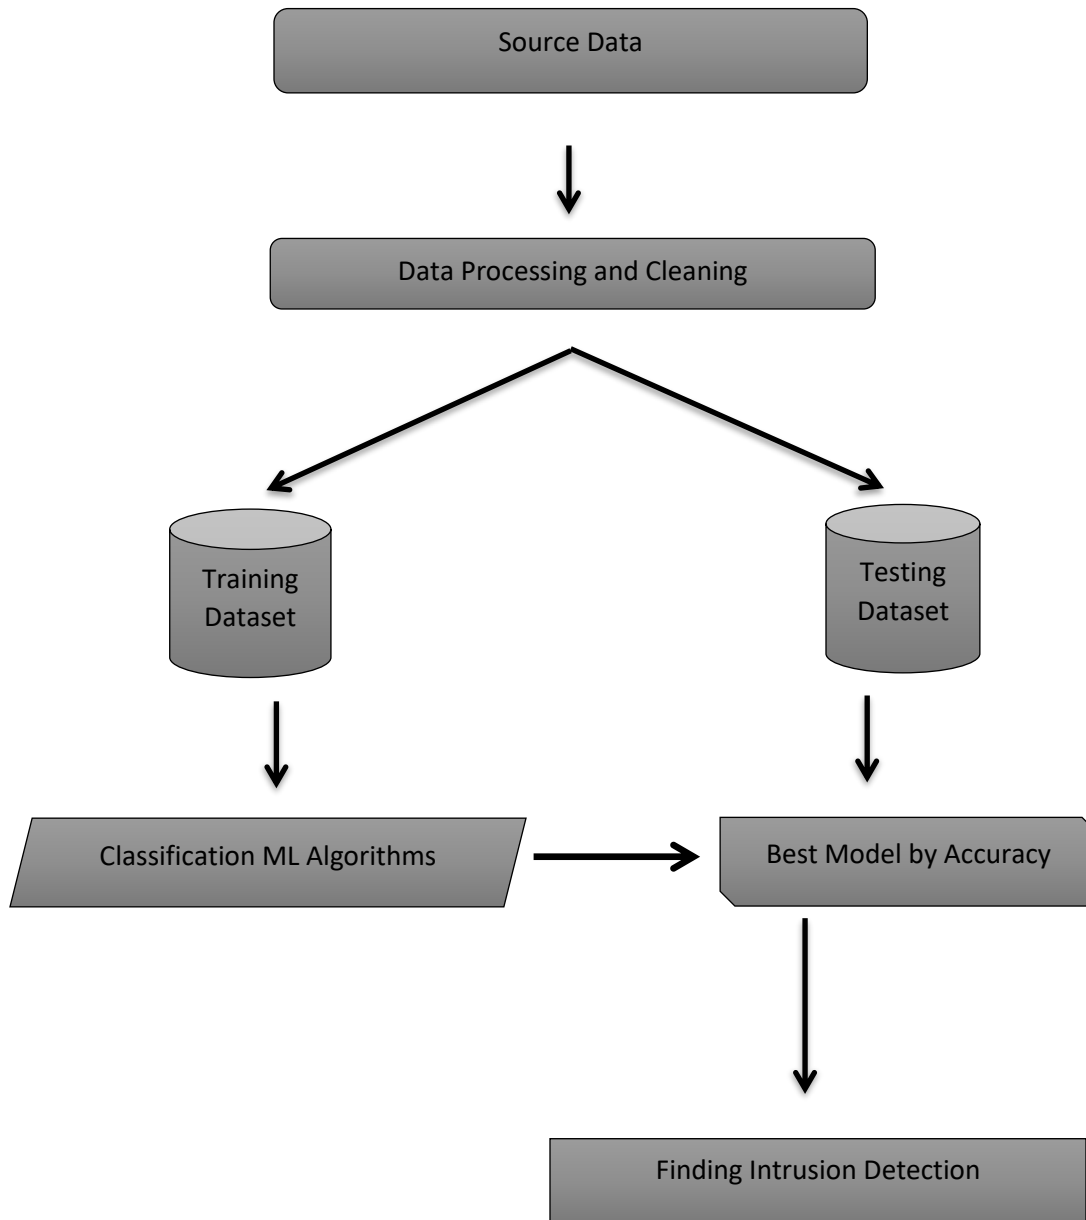 Source Data
Data Processing and Cleaning
Training
Dataset
Testing
Dataset
Classification ML Algorithms
Best Model by Accuracy
Finding Intrusion Detection